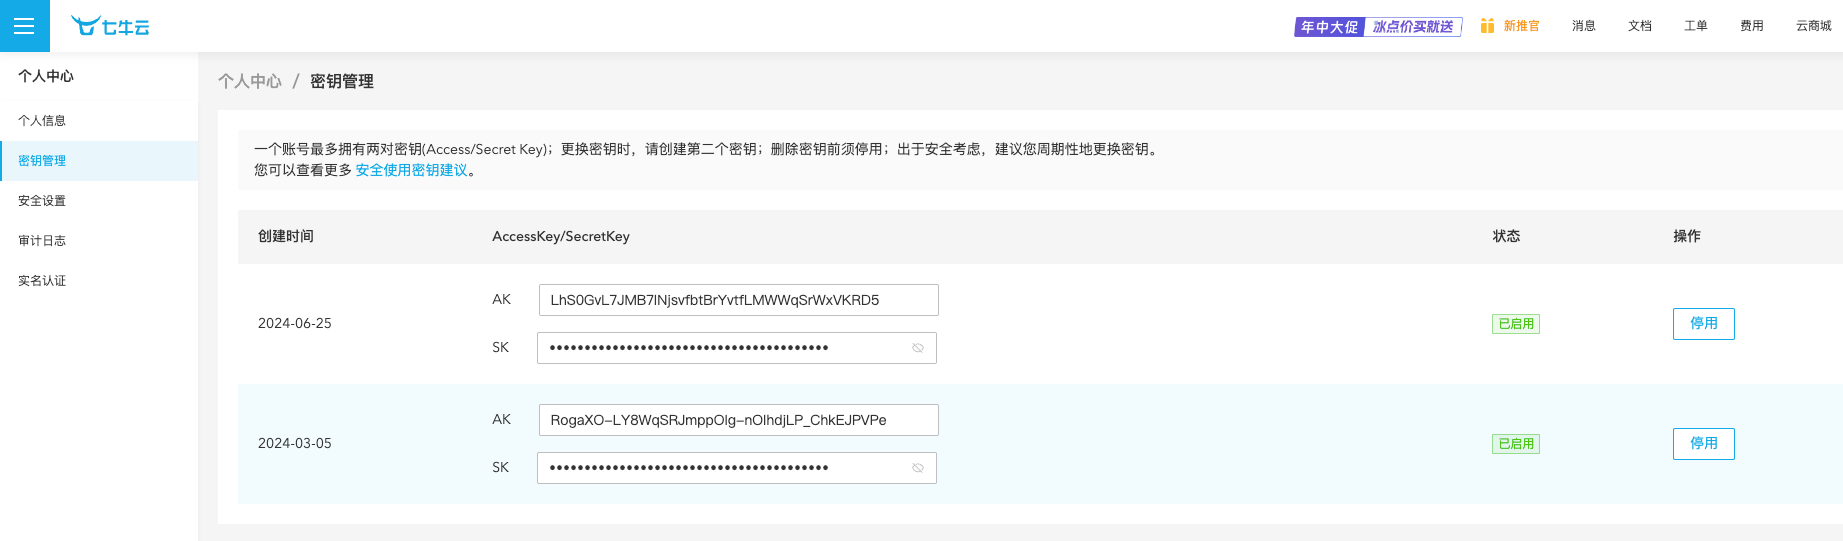 七牛云
年中大促 冰点价买就送 新推官 消息 文档 工单 费用 云商城
个人中心
个人信息
密钥管理
安全设置
审计日志
实名认证
个人中心 / 密钥管理
一个账号最多拥有两对密钥(Access/Secret Key)；更换密钥时，请创建第二个密钥；删除密钥前须停用；出于安全考虑，建议您周期性地更换密钥。
您可以查看更多 安全使用密钥建议。
创建时间 AccessKey/SecretKey 状态 操作
2024-06-25
AK LhS0GvL7JMB7lNjsvfbtBrYvtfLMWWqSrWxVKRD5
SK ••••••••••••••••••••••••••••••••••••••••
已启用 停用
2024-03-05
AK RogaXO-LY8WqSRJmppOlg-nOlhdjLP_ChkEJPVPe
SK ••••••••••••••••••••••••••••••••••••••••
已启用 停用